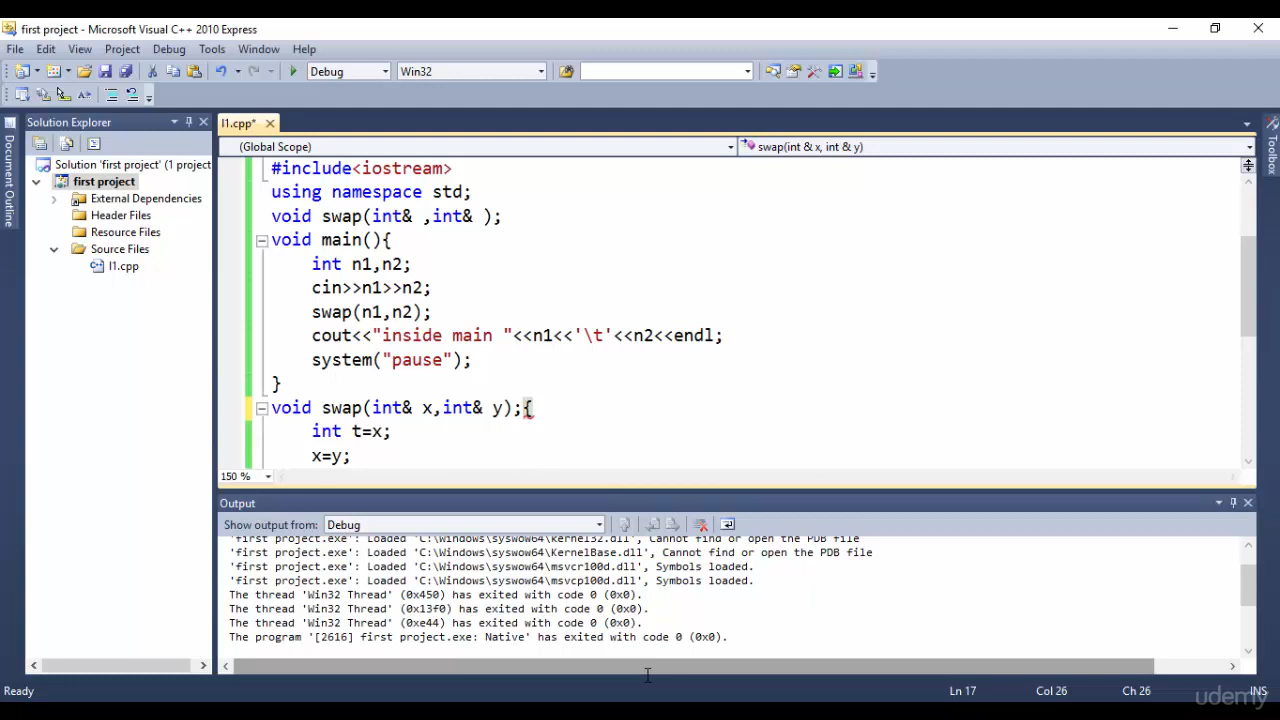 first project - Microsoft Visual C++ 2010 Express
File Edit View Project Debug Tools Window Help
Debug Win32
Solution Explorer
l1.cpp*
(Global Scope) swap(int & x, int & y)
Document Outline
Toolbox
Solution 'first project' (1 project
first project
External Dependencies
Header Files
Resource Files
Source Files
l1.cpp
#include<iostream>
using namespace std;
void swap(int& ,int& );
void main(){
int n1,n2;
cin>>n1>>n2;
swap(n1,n2);
cout<<"inside main "<<n1<<'\t'<<n2<<endl;
system("pause");
}
void swap(int& x,int& y);{
int t=x;
x=y;
150 %
Output
Show output from: Debug
'first project.exe': Loaded 'C:\Windows\syswow64\kernel32.dll', Cannot find or open the PDB file
'first project.exe': Loaded 'C:\Windows\syswow64\KernelBase.dll', Cannot find or open the PDB file
'first project.exe': Loaded 'C:\Windows\syswow64\msvcr100d.dll', Symbols loaded.
'first project.exe': Loaded 'C:\Windows\syswow64\msvcp100d.dll', Symbols loaded.
The thread 'Win32 Thread' (0x450) has exited with code 0 (0x0).
The thread 'Win32 Thread' (0x13f0) has exited with code 0 (0x0).
The thread 'Win32 Thread' (0xe44) has exited with code 0 (0x0).
The program '[2616] first project.exe: Native' has exited with code 0 (0x0).
Ready Ln 17 Col 26 Ch 26 INS
udemy